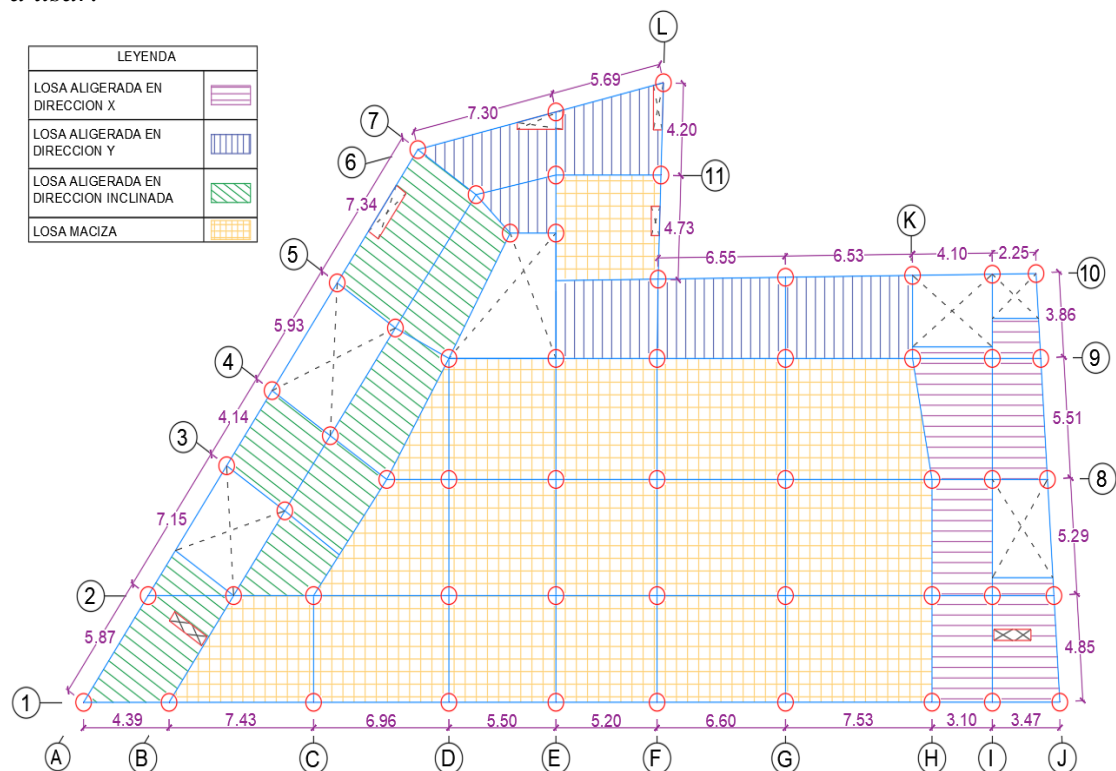 a usar.
LEYENDA
LOSA ALIGERADA EN
DIRECCION X
LOSA ALIGERADA EN
DIRECCION Y
LOSA ALIGERADA EN
DIRECCION INCLINADA
LOSA MACIZA
L
5.69
7.30
7
4.20
6
11
7.34
4.73
K
5
6.55
6.53
4.10
2.25
10
5.93
3.86
4
9
4.14
5.51
3
8
7.15
5.29
2
5.87
4.85
1
4.39
7.43
6.96
5.50
5.20
6.60
7.53
3.10
3.47
A
B
C
D
E
F
G
H
I
J